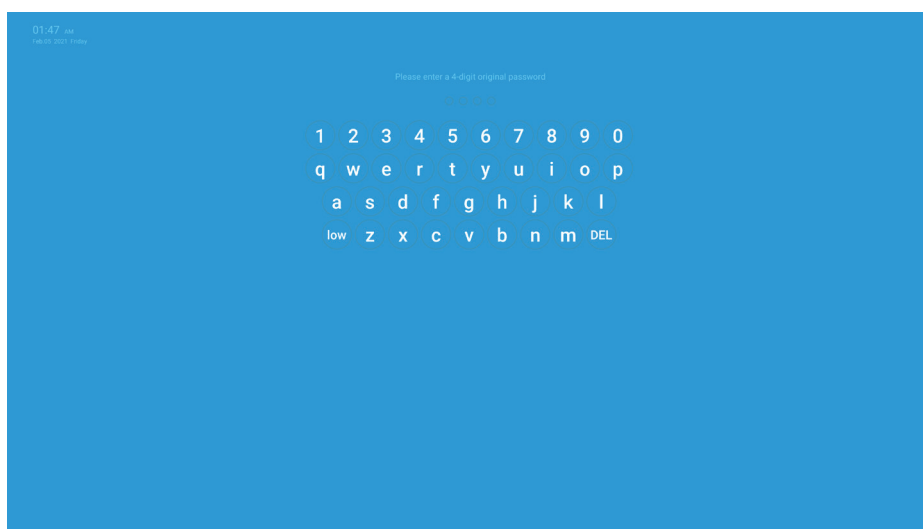 01:47 AM
Feb 05 2021 Friday
Please enter a 4-digit original password
1 2 3 4 5 6 7 8 9 0
q w e r t y u i o p
a s d f g h j k l
low z x c v b n m DEL